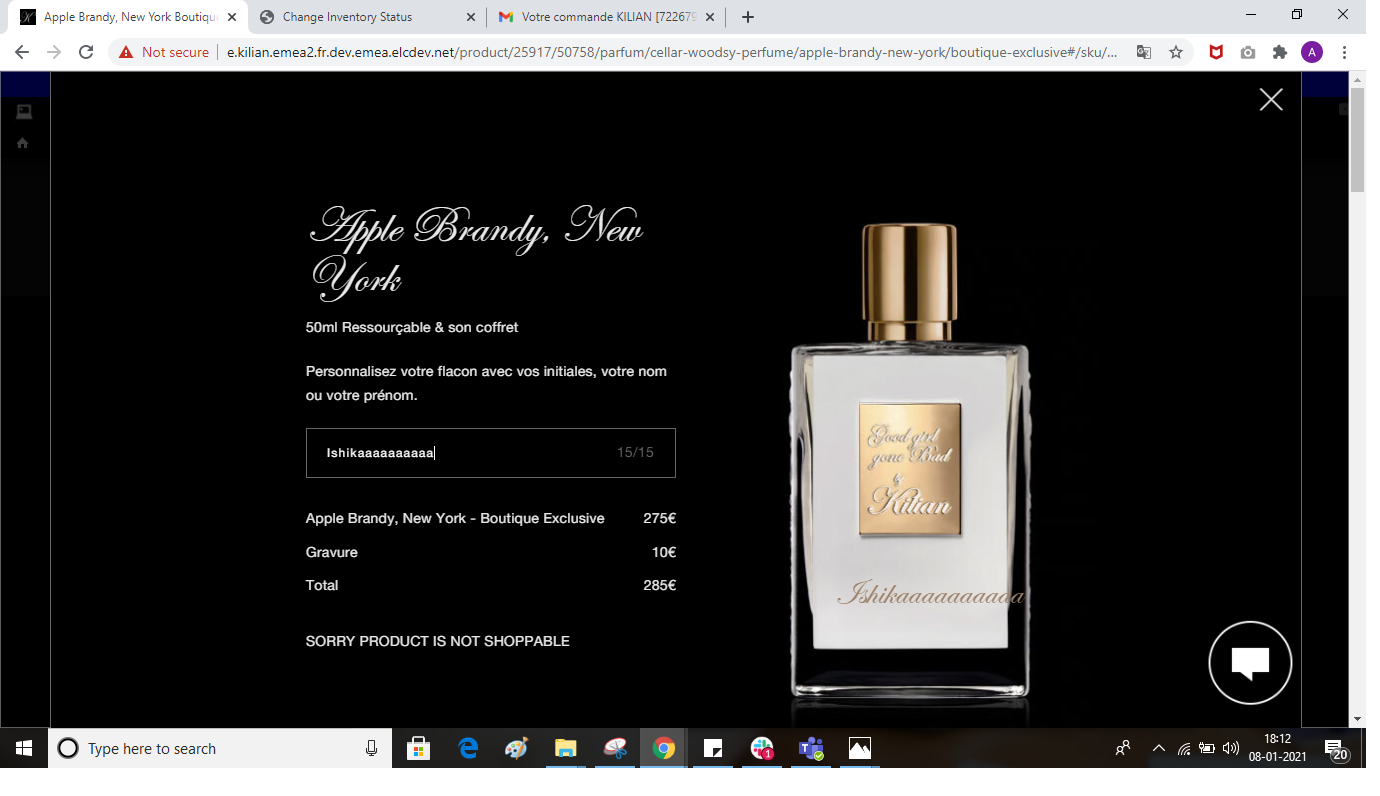 Apple Brandy, New York Boutiqu
Change Inventory Status
Votre commande KILIAN [722679
Not secure
e.kilian.emea2.fr.dev.emea.elcdev.net/product/25917/50758/parfum/cellar-woodsy-perfume/apple-brandy-new-york/boutique-exclusive#/sku/...
A
Apple Brandy, New
York
50ml Ressourçable & son coffret
Personnalisez votre flacon avec vos initiales, votre nom
ou votre prénom.
Ishikaaaaaaaaaa 15/15
Apple Brandy, New York - Boutique Exclusive 275€
Gravure 10€
Total 285€
SORRY PRODUCT IS NOT SHOPPABLE
Good girl
gone Bad
by
Kilian
Ishikaaaaaaaaaa
Type here to search
1
18:12
08-01-2021
20